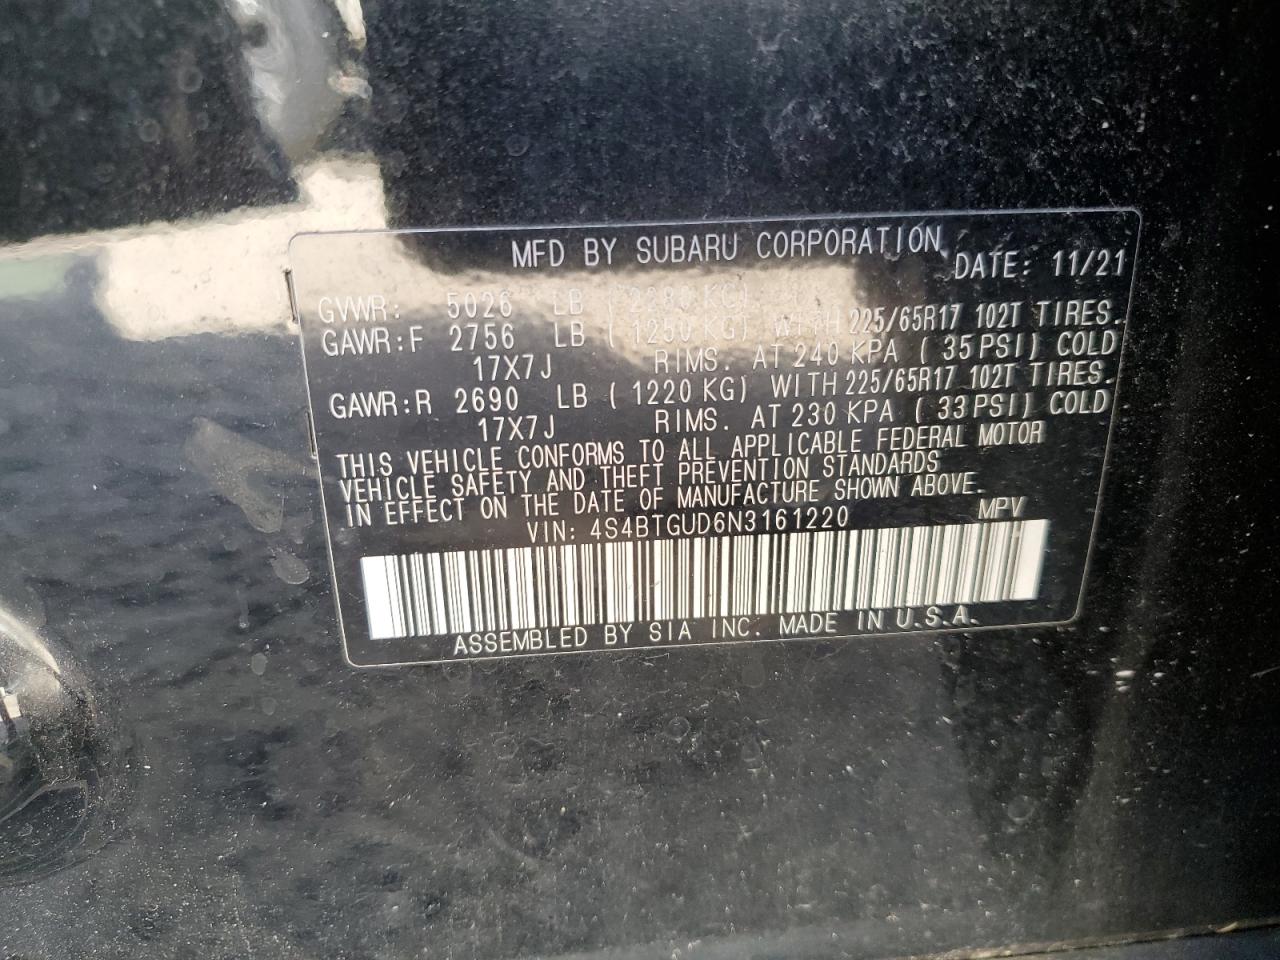 MFD BY SUBARU CORPORATION DATE: 11/21
GVWR: 5026 LB ( 2280 KG)
GAWR:F 2756 LB ( 1250 KG) WITH 225/65R17 102T TIRES.
17X7J RIMS. AT 240 KPA ( 35 PSI) COLD
GAWR:R 2690 LB ( 1220 KG) WITH 225/65R17 102T TIRES.
17X7J RIMS. AT 230 KPA ( 33 PSI) COLD
THIS VEHICLE CONFORMS TO ALL APPLICABLE FEDERAL MOTOR
VEHICLE SAFETY AND THEFT PREVENTION STANDARDS
IN EFFECT ON THE DATE OF MANUFACTURE SHOWN ABOVE.
VIN: 4S4BTGUD6N3161220 MPV
ASSEMBLED BY SIA INC. MADE IN U.S.A.